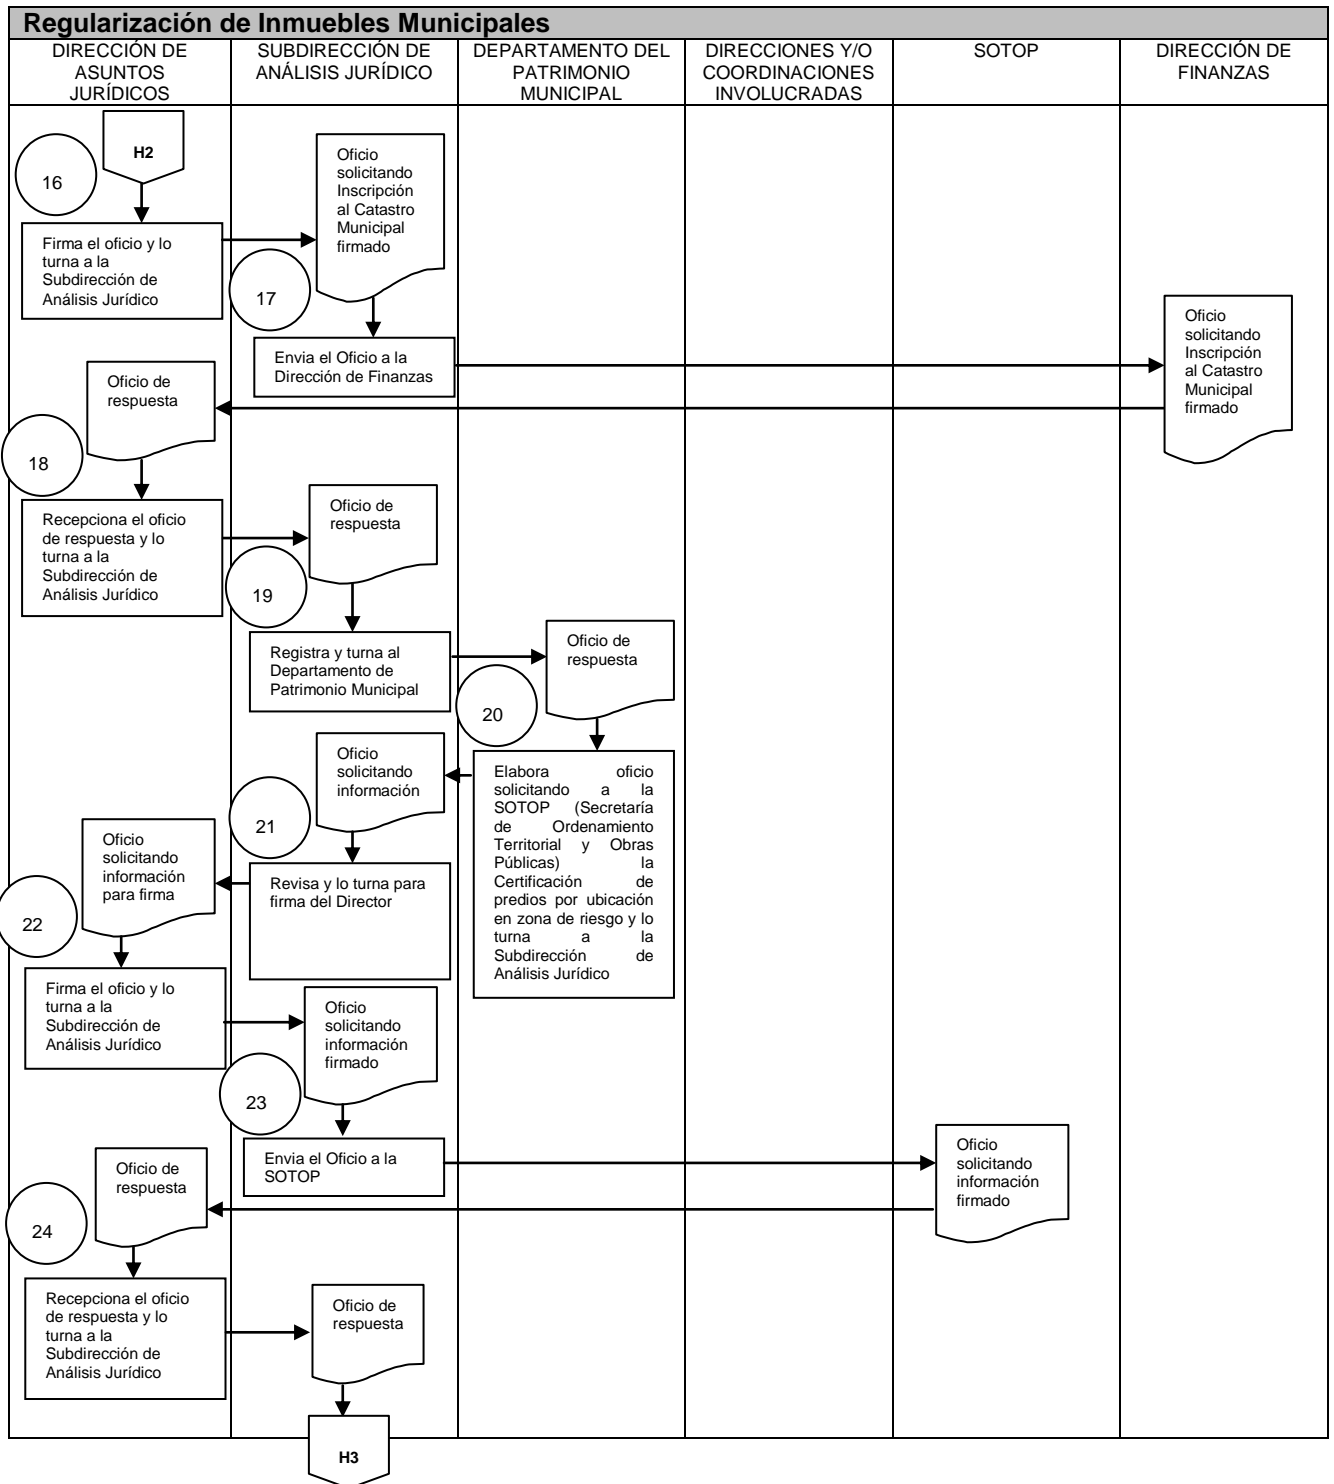 Regularización de Inmuebles Municipales
DIRECCIÓN DE
ASUNTOS
JURÍDICOS
SUBDIRECCIÓN DE
ANÁLISIS JURÍDICO
DEPARTAMENTO DEL
PATRIMONIO
MUNICIPAL
DIRECCIONES Y/O
COORDINACIONES
INVOLUCRADAS
SOTOP
DIRECCIÓN DE
FINANZAS
H2
16
Firma el oficio y lo
turna a la
Subdirección de
Análisis Jurídico
Oficio
solicitando
Inscripción
al Catastro
Municipal
firmado
17
Envia el Oficio a la
Dirección de Finanzas
Oficio
solicitando
Inscripción
al Catastro
Municipal
firmado
Oficio de
respuesta
18
Recepciona el oficio
de respuesta y lo
turna a la
Subdirección de
Análisis Jurídico
Oficio de
respuesta
19
Registra y turna al
Departamento de
Patrimonio Municipal
Oficio de
respuesta
20
Elabora oficio
solicitando a la
SOTOP (Secretaría
de Ordenamiento
Territorial y Obras
Públicas) la
Certificación de
predios por ubicación
en zona de riesgo y lo
turna a la
Subdirección de
Análisis Jurídico
Oficio
solicitando
información
21
Revisa y lo turna para
firma del Director
Oficio
solicitando
información
para firma
22
Firma el oficio y lo
turna a la
Subdirección de
Análisis Jurídico
Oficio
solicitando
información
firmado
23
Envia el Oficio a la
SOTOP
Oficio
solicitando
información
firmado
Oficio de
respuesta
24
Recepciona el oficio
de respuesta y lo
turna a la
Subdirección de
Análisis Jurídico
Oficio de
respuesta
H3